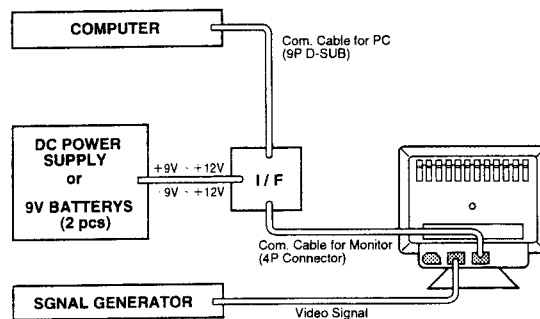 COMPUTER
Com. Cable for PC
(9P D-SUB)
DC POWER
SUPPLY
or
9V BATTERYS
(2 pcs)
+9V ~ +12V
-9V ~ +12V
I / F
Com. Cable for Monitor
(4P Connector)
SGNAL GENERATOR
Video Signal